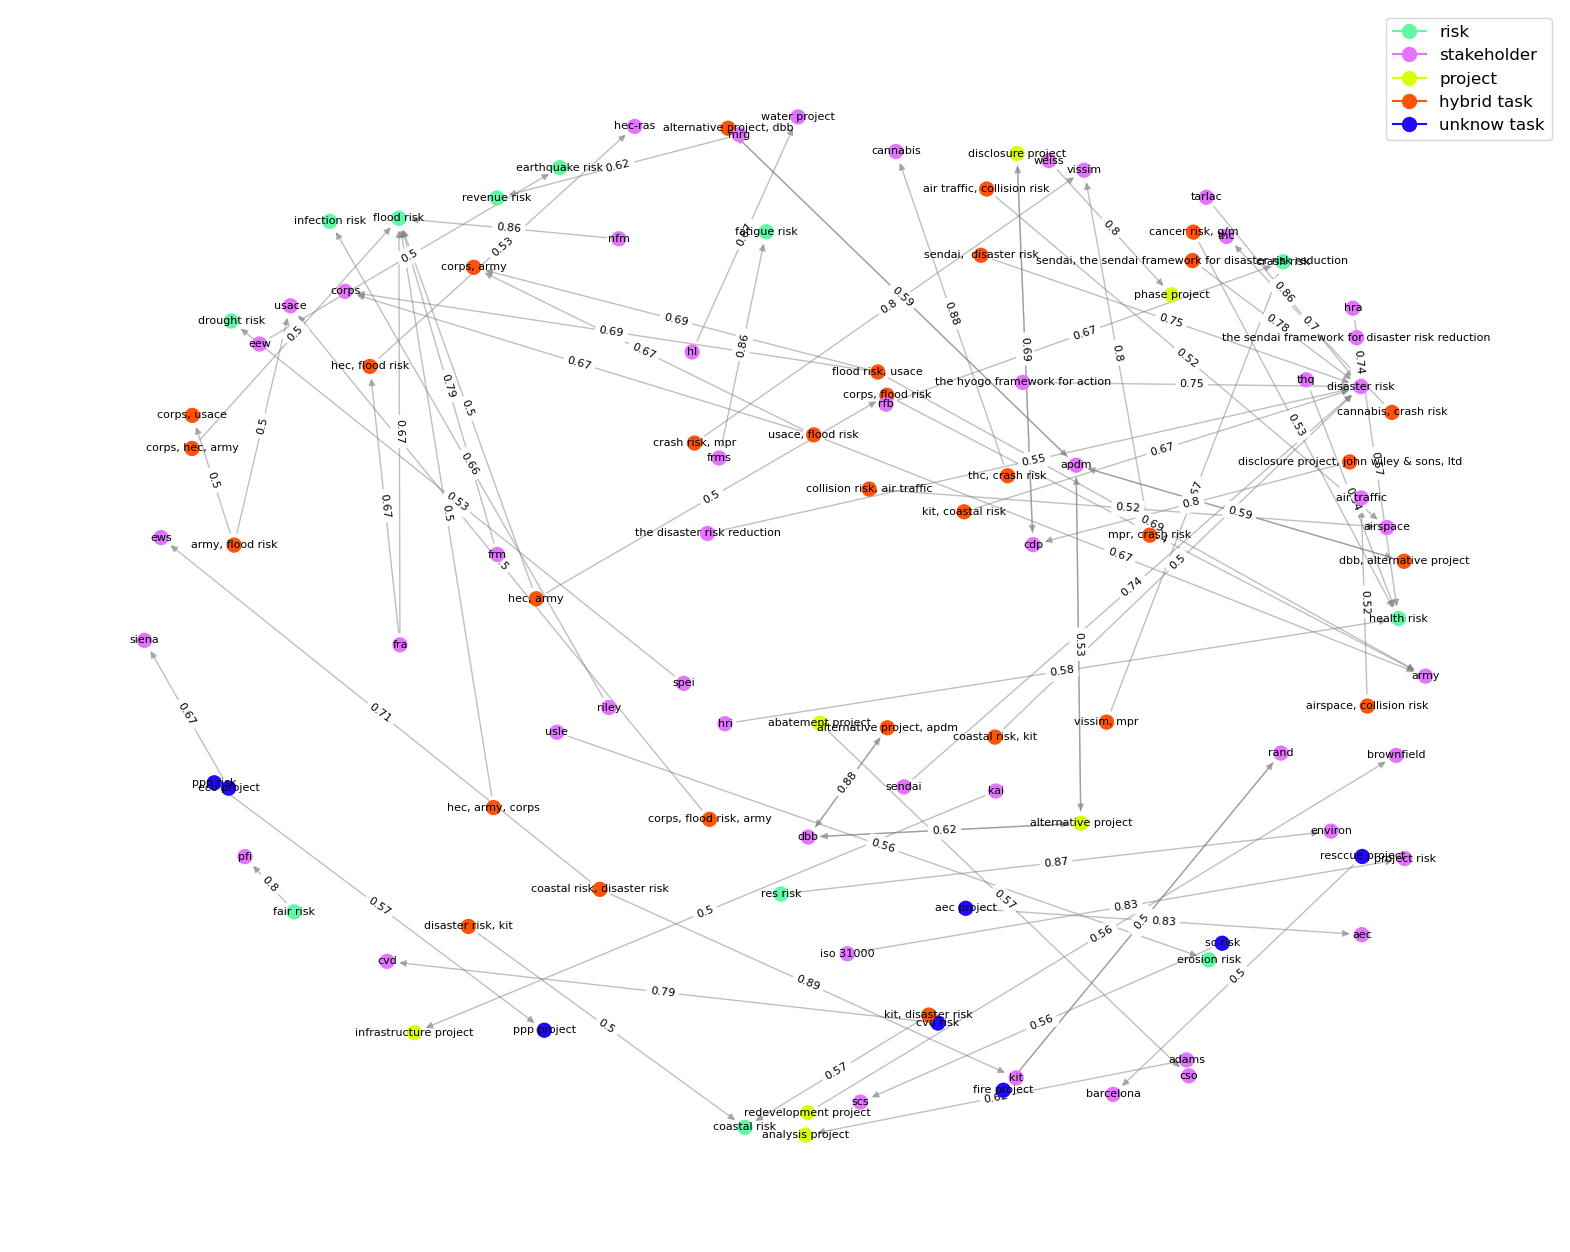 risk
stakeholder
project
hybrid task
unknow task
water project
hec-ras
alternative project, dbb
mrg
cannabis
disclosure project
weiss
earthquake risk
0.62
vissim
air traffic, collision risk
revenue risk
tarlac
infection risk
flood risk
0.86
nfm
fatigue risk
cancer risk, g/m
thc
0.53
0.5
sendai, disaster risk
sendai, the sendai framework for disaster risk reduction
crash risk
corps, army
corps
phase project
0.8
0.86
0.59
0.8
usace
hra
drought risk
0.69
0.69
0.88
0.75
0.7
0.78
0.5
eew
0.67
hl
0.86
0.67
0.69
0.8
0.52
the sendai framework for disaster risk reduction
hec, flood risk
0.67
flood risk, usace
0.74
0.79
the hyogo framework for action
0.75
thq
disaster risk
corps, flood risk
rfb
0.5
corps, usace
cannabis, crash risk
0.5
0.67
usace, flood risk
0.53
corps, hec, army
crash risk, mpr
0.67
frms
0.55
apdm
disclosure project, john wiley & sons, ltd
0.66
0.5
thc, crash risk
0.57
collision risk, air traffic
0.53
0.5
air traffic
0.67
0.5
kit, coastal risk
0.52
0.8
0.59
0.69
airspace
ews
army, flood risk
the disaster risk reduction
cdp
mpr, crash risk
frm
0.67
0.5
dbb, alternative project
0.74
hec, army
0.52
health risk
siena
fra
0.53
0.58
army
spei
riley
airspace, collision risk
0.67
0.71
hri
abatement project
alternative project, apdm
vissim, mpr
usle
coastal risk, kit
rand
brownfield
ppp risk
eco project
0.88
sendai
kai
hec, army, corps
corps, flood risk, army
alternative project
dbb
0.62
environ
0.56
pfi
0.87
resccue project
project risk
0.8
coastal risk, disaster risk
res risk
0.57
0.57
0.83
fair risk
0.5
aec project
0.83
0.5
disaster risk, kit
0.56
aec
sc risk
iso 31000
erosion risk
cvd
0.5
0.89
0.79
kit, disaster risk
cvd risk
0.56
0.5
infrastructure project
ppp project
adams
0.57
kit
cso
fire project
barcelona
0.62
scs
redevelopment project
coastal risk
analysis project